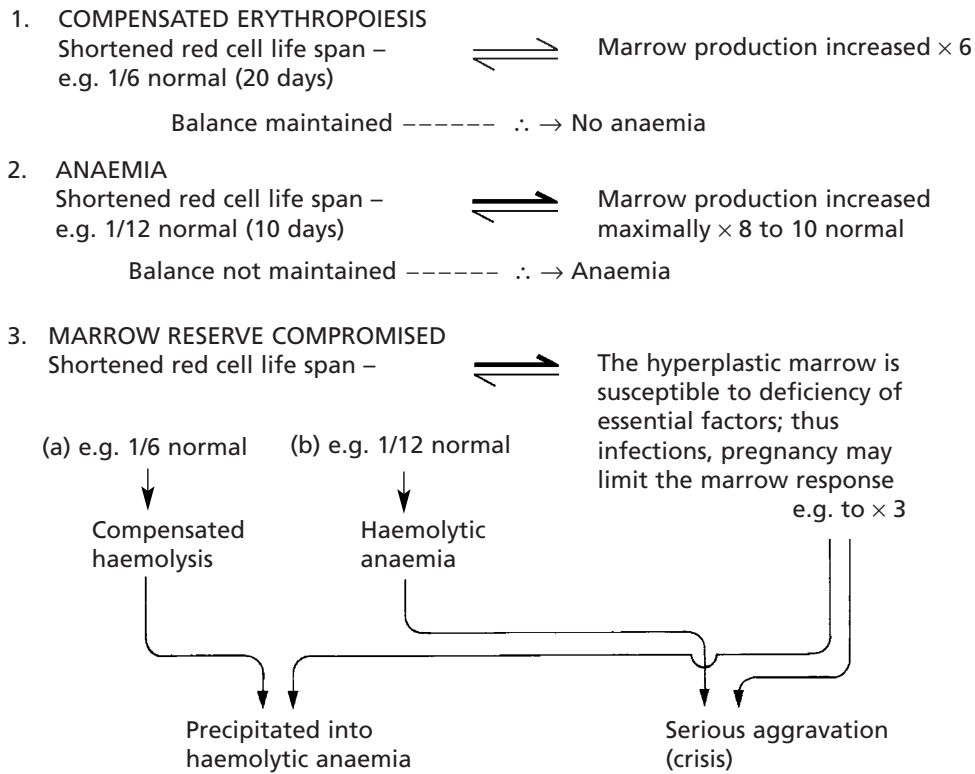 1. COMPENSATED ERYTHROPOIESIS
Shortened red cell life span –
e.g. 1/6 normal (20 days)
Marrow production increased × 6
Balance maintained –––––– ∴ → No anaemia
2. ANAEMIA
Shortened red cell life span –
e.g. 1/12 normal (10 days)
Marrow production increased
maximally × 8 to 10 normal
Balance not maintained –––––– ∴ → Anaemia
3. MARROW RESERVE COMPROMISED
Shortened red cell life span –
The hyperplastic marrow is
susceptible to deficiency of
essential factors; thus
infections, pregnancy may
limit the marrow response
e.g. to × 3
(a) e.g. 1/6 normal
(b) e.g. 1/12 normal
Compensated
haemolysis
Haemolytic
anaemia
Precipitated into
haemolytic anaemia
Serious aggravation
(crisis)